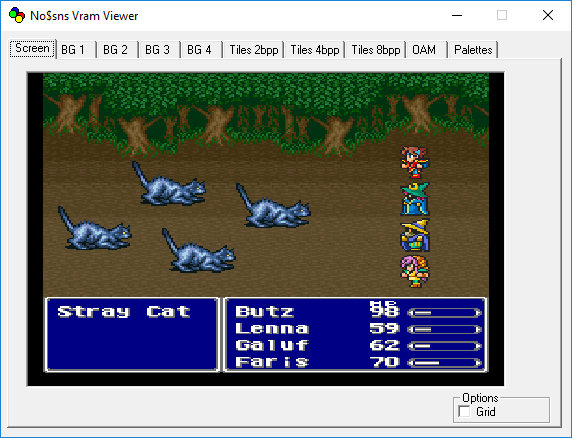 No$sns Vram Viewer
Screen BG 1 BG 2 BG 3 BG 4 Tiles 2bpp Tiles 4bpp Tiles 8bpp OAM Palettes
HP
Stray Cat Butz 98
Lenna 59
Galuf 62
Faris 70
Options
Grid